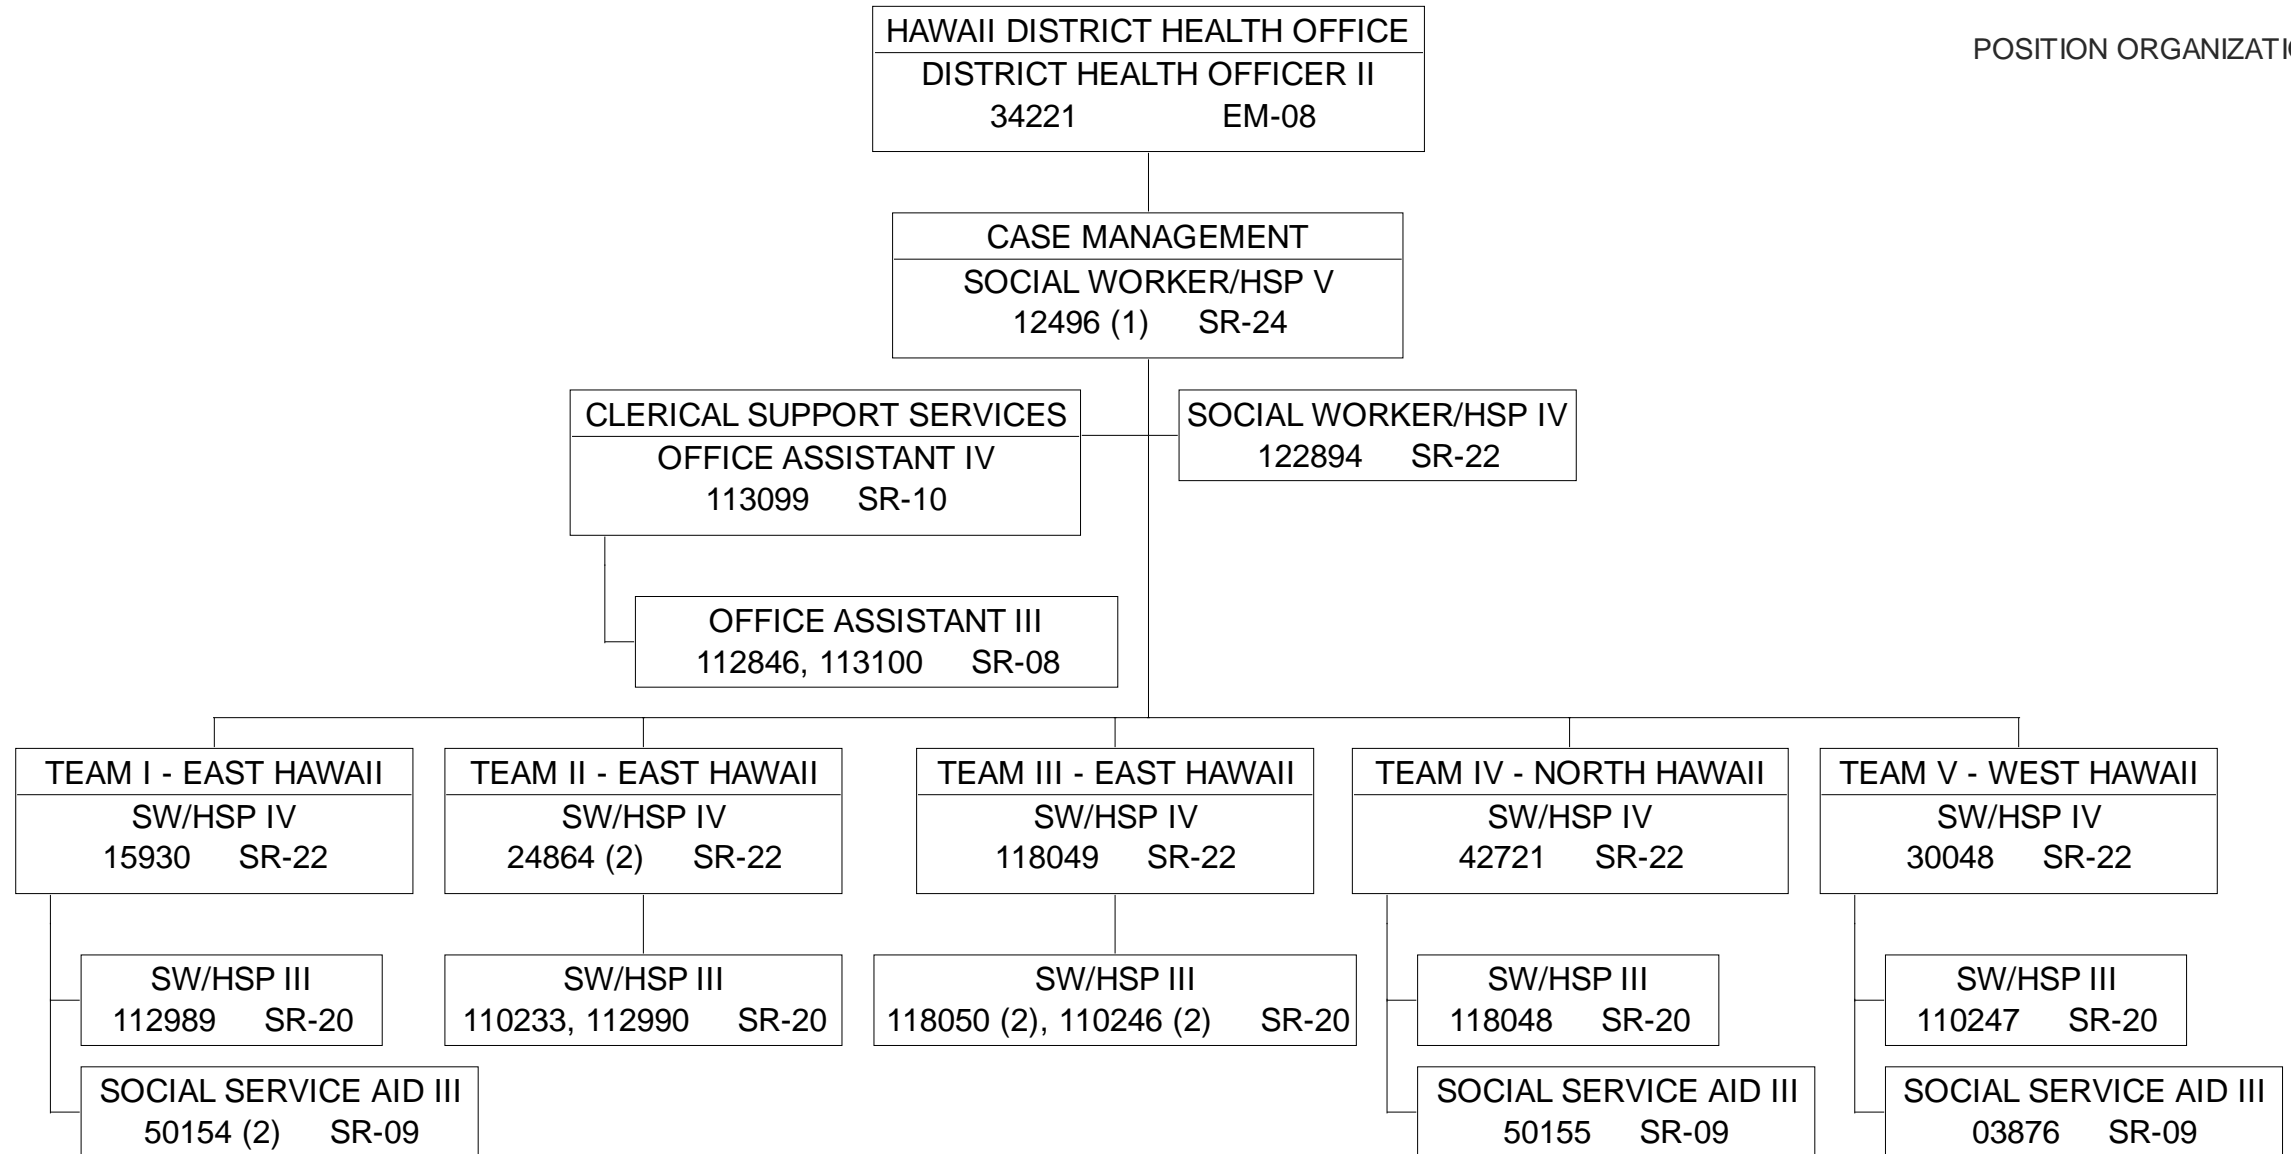 POSITION ORGANIZATI
HAWAII DISTRICT HEALTH OFFICE
DISTRICT HEALTH OFFICER II
34221 EM-08
CASE MANAGEMENT
SOCIAL WORKER/HSP V
12496 (1) SR-24
CLERICAL SUPPORT SERVICES
OFFICE ASSISTANT IV
113099 SR-10
SOCIAL WORKER/HSP IV
122894 SR-22
OFFICE ASSISTANT III
112846, 113100 SR-08
TEAM I - EAST HAWAII
SW/HSP IV
15930 SR-22
TEAM II - EAST HAWAII
SW/HSP IV
24864 (2) SR-22
TEAM III - EAST HAWAII
SW/HSP IV
118049 SR-22
TEAM IV - NORTH HAWAII
SW/HSP IV
42721 SR-22
TEAM V - WEST HAWAII
SW/HSP IV
30048 SR-22
SW/HSP III
112989 SR-20
SW/HSP III
110233, 112990 SR-20
SW/HSP III
118050 (2), 110246 (2) SR-20
SW/HSP III
118048 SR-20
SW/HSP III
110247 SR-20
SOCIAL SERVICE AID III
50154 (2) SR-09
SOCIAL SERVICE AID III
50155 SR-09
SOCIAL SERVICE AID III
03876 SR-09